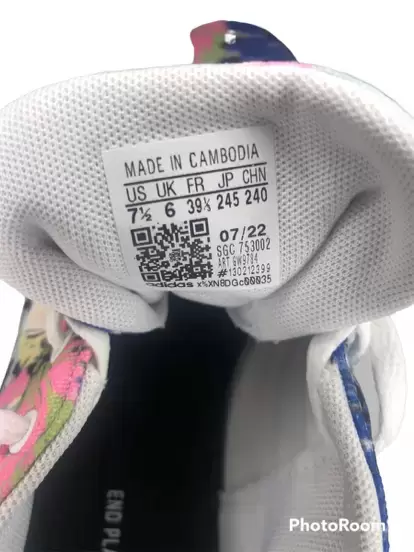 MADE IN CAMBODIA
US UK FR JP CHN
7½ 6 39⅓ 245 240
07/22
SGC 753002
ART GW9784
#130212399
adidas x%XN8DGc00035
END PLA
PhotoRoom